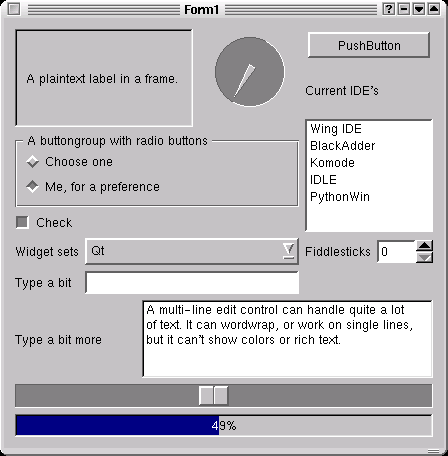 Form1
A plaintext label in a frame.
PushButton
Current IDE's
Wing IDE
BlackAdder
Komode
IDLE
PythonWin
A buttongroup with radio buttons
Choose one
Me, for a preference
Check
Widget sets Qt
Fiddlesticks 0
Type a bit
Type a bit more
A multi-line edit control can handle quite a lot
of text. It can wordwrap, or work on single lines,
but it can't show colors or rich text.
49%